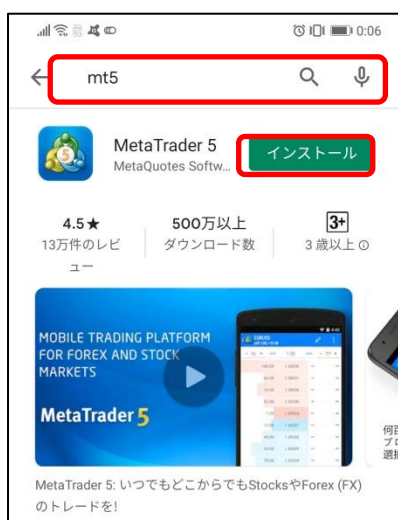 0:06
mt5
MetaTrader 5
MetaQuotes Softw...
インストール
4.5★
13万件のレビ
ュー
500万以上
ダウンロード数
3+
3 歳以上
MOBILE TRADING PLATFORM
FOR FOREX AND STOCK
MARKETS
MetaTrader 5
MetaTrader 5: いつでもどこからでもStocksやForex (FX)
のトレードを!